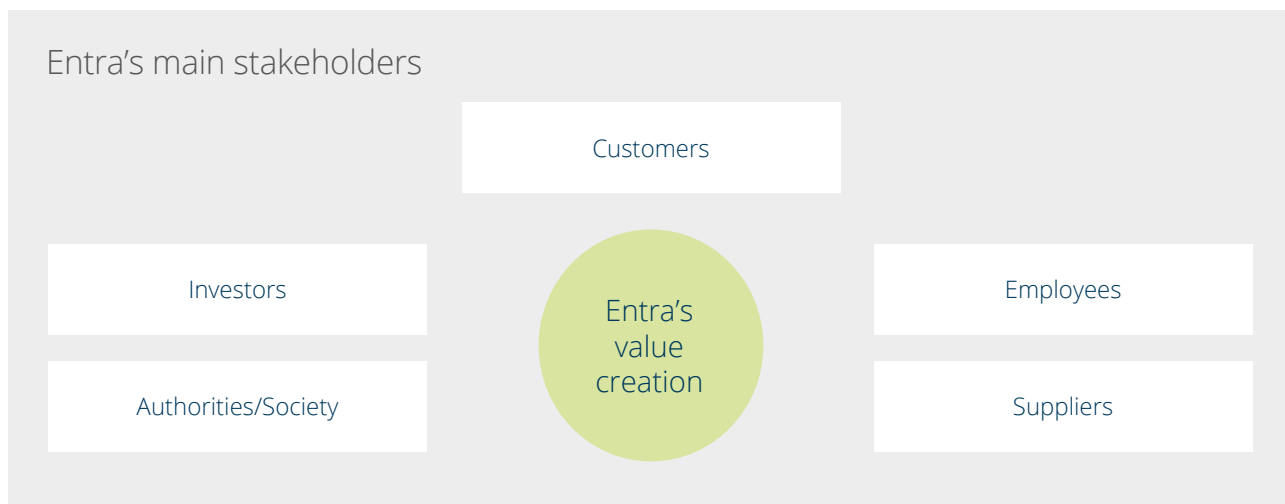 Entra’s main stakeholders
Customers
Investors
Authorities/Society
Entra’s
value
creation
Employees
Suppliers